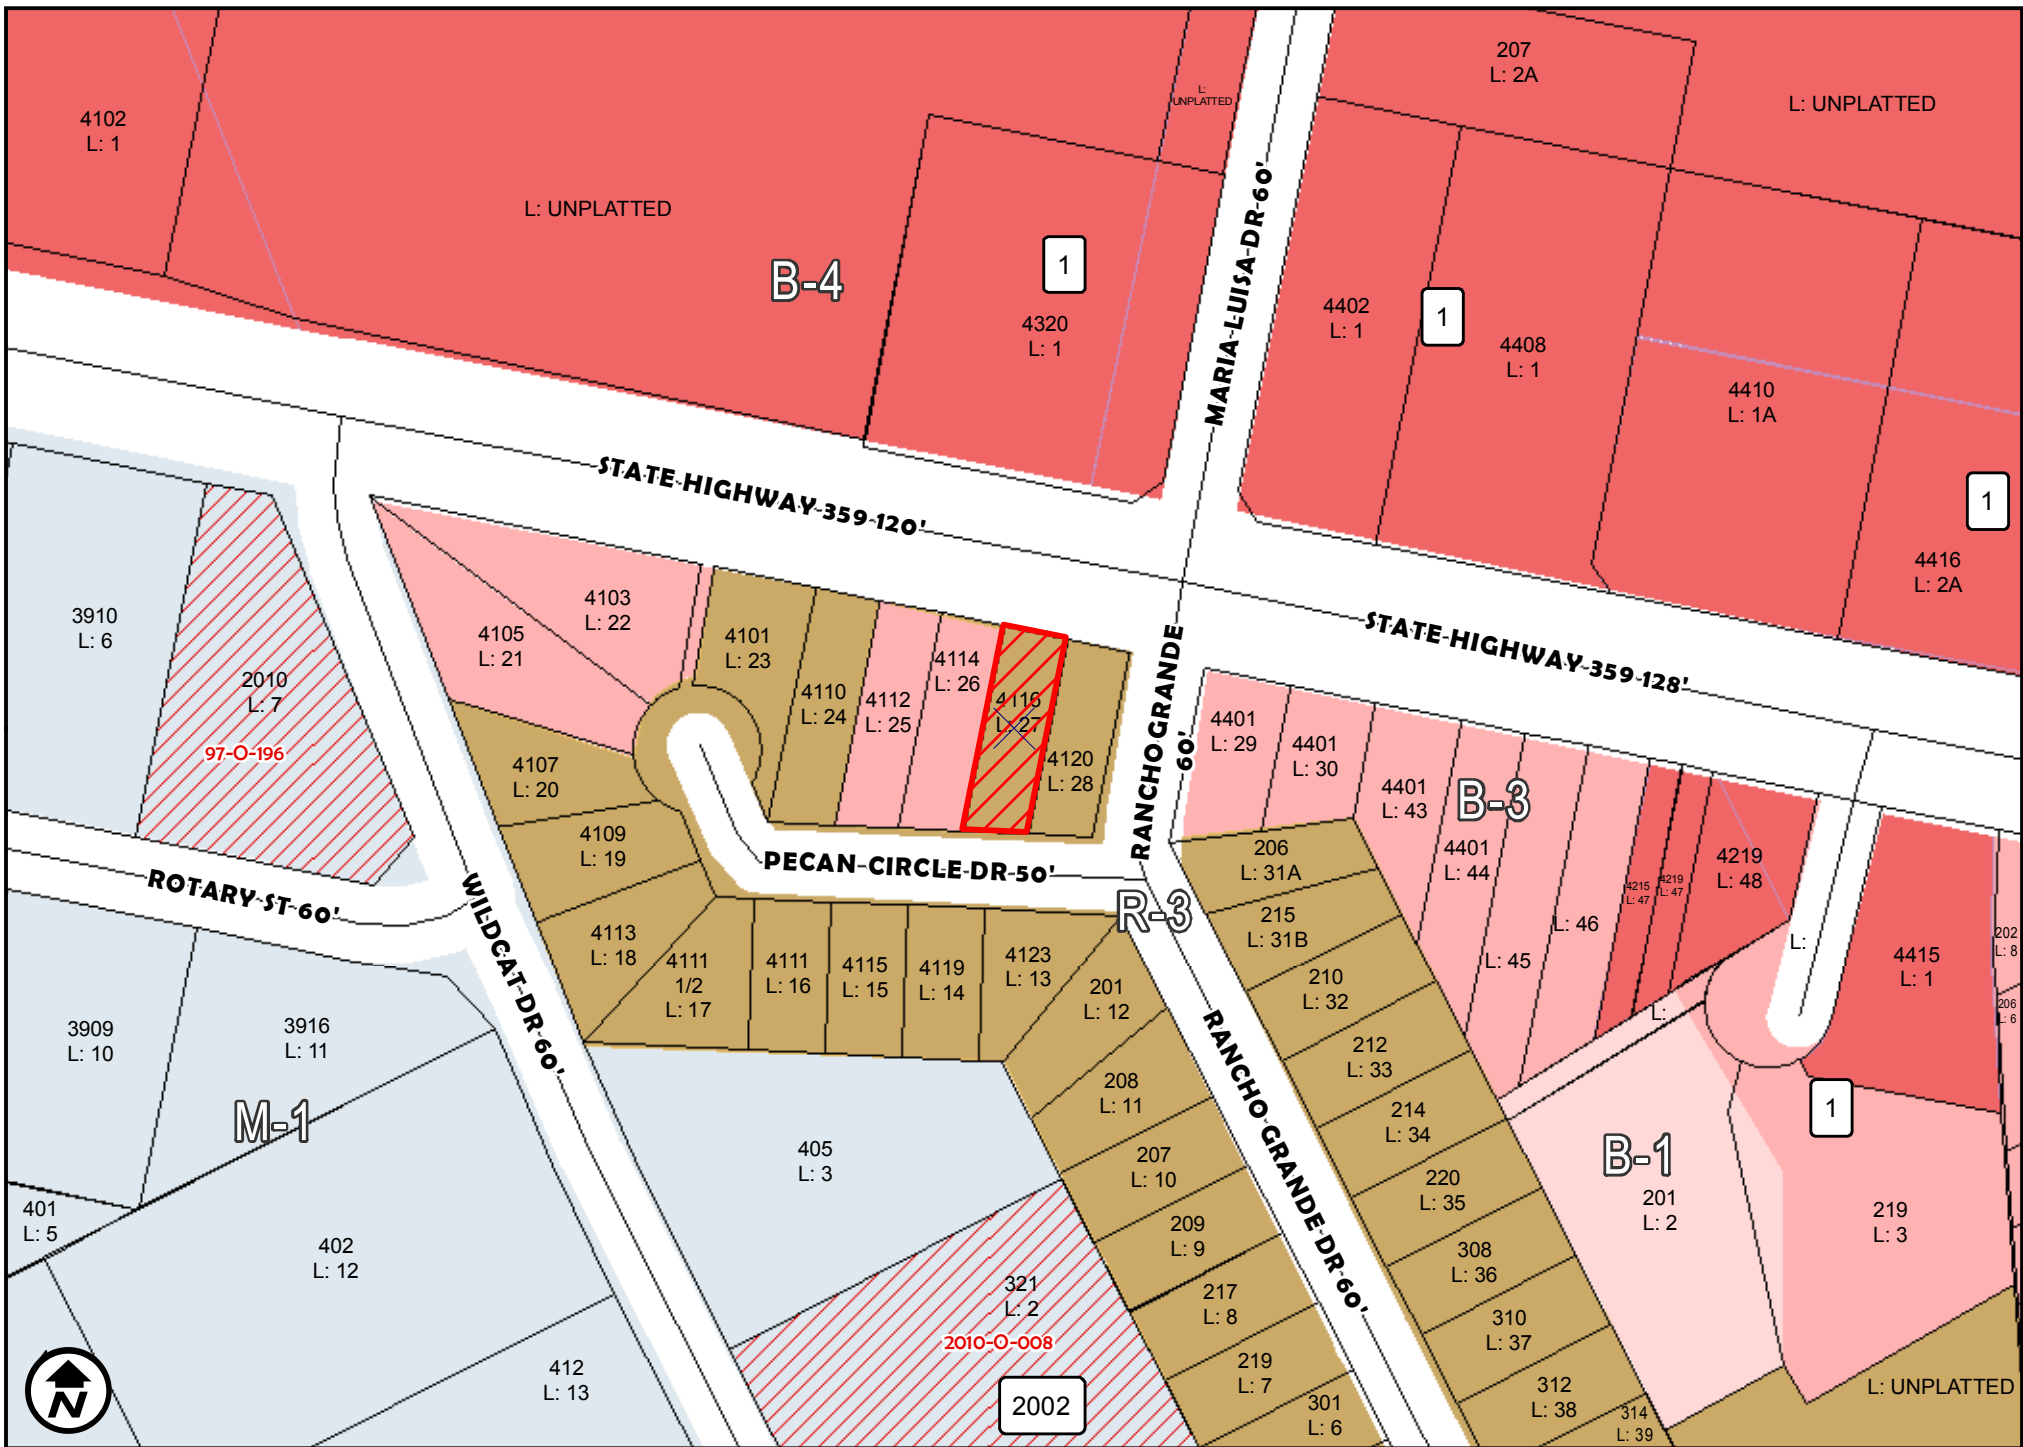 207
L: 2A
L:
UNPLATTED
L: UNPLATTED
4102
L: 1
L: UNPLATTED
B-4
1
4320
L: 1
MARIA-LUISA-DR-60'
4402
L: 1
1
4408
L: 1
4410
L: 1A
1
4416
L: 2A
STATE-HIGHWAY-359-120'
STATE-HIGHWAY-359-128'
3910
L: 6
2010
L: 7
97-O-196
4105
L: 21
4103
L: 22
4101
L: 23
4110
L: 24
4112
L: 25
4114
L: 26
4116
L: 27
4120
L: 28
RANCHO-GRANDE
60'
4401
L: 29
4401
L: 30
4401
L: 43
B-3
4401
L: 44
L: 45
L: 46
4215
L: 47
4219
L: 47
4219
L: 48
L:
L:
4415
L: 1
202
L: 8
206
L: 6
4107
L: 20
4109
L: 19
4113
L: 18
4111
1/2
L: 17
4111
L: 16
4115
L: 15
4119
L: 14
4123
L: 13
PECAN-CIRCLE-DR-50'
R-3
206
L: 31A
215
L: 31B
210
L: 32
212
L: 33
214
L: 34
220
L: 35
308
L: 36
310
L: 37
312
L: 38
314
L: 39
ROTARY ST-60'
WILDCAT-DR-60'
RANCHO-GRANDE-DR-60'
201
L: 12
208
L: 11
207
L: 10
209
L: 9
217
L: 8
219
L: 7
301
L: 6
3909
L: 10
3916
L: 11
M-1
401
L: 5
402
L: 12
412
L: 13
405
L: 3
321
L: 2
2010-O-008
2002
B-1
201
L: 2
1
219
L: 3
L: UNPLATTED
N